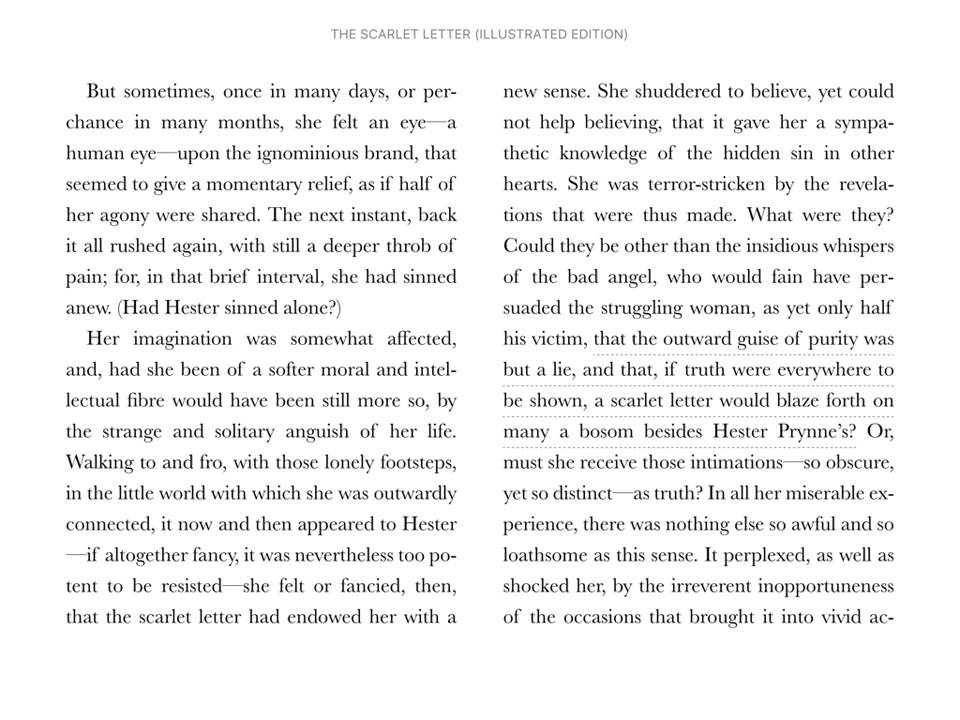 THE SCARLET LETTER (ILLUSTRATED EDITION)
But sometimes, once in many days, or per-
chance in many months, she felt an eye—a
human eye—upon the ignominious brand, that
seemed to give a momentary relief, as if half of
her agony were shared. The next instant, back
it all rushed again, with still a deeper throb of
pain; for, in that brief interval, she had sinned
anew. (Had Hester sinned alone?)
Her imagination was somewhat affected,
and, had she been of a softer moral and intel-
lectual fibre would have been still more so, by
the strange and solitary anguish of her life.
Walking to and fro, with those lonely footsteps,
in the little world with which she was outwardly
connected, it now and then appeared to Hester
—if altogether fancy, it was nevertheless too po-
tent to be resisted—she felt or fancied, then,
that the scarlet letter had endowed her with a
new sense. She shuddered to believe, yet could
not help believing, that it gave her a sympa-
thetic knowledge of the hidden sin in other
hearts. She was terror-stricken by the revela-
tions that were thus made. What were they?
Could they be other than the insidious whispers
of the bad angel, who would fain have per-
suaded the struggling woman, as yet only half
his victim, that the outward guise of purity was
but a lie, and that, if truth were everywhere to
be shown, a scarlet letter would blaze forth on
many a bosom besides Hester Prynne's? Or,
must she receive those intimations—so obscure,
yet so distinct—as truth? In all her miserable ex-
perience, there was nothing else so awful and so
loathsome as this sense. It perplexed, as well as
shocked her, by the irreverent inopportuneness
of the occasions that brought it into vivid ac-